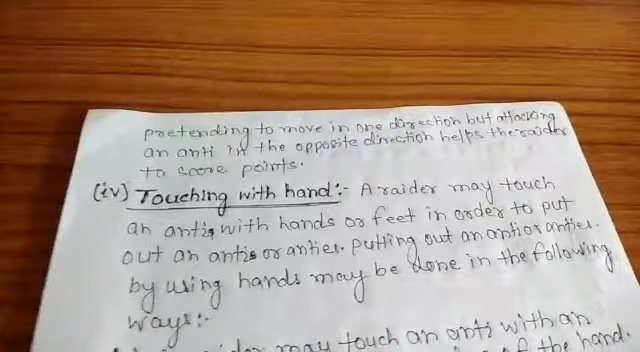 pretending to move in one direction but attacking
an anti in the opposite direction helps the raider
to score points.
(iv) Touching with hand:- A raider may touch
an antis with hands or feet in order to put
out an antis or anties. Putting out an anti or anties.
by using hands may be done in the following
ways:-
may touch an anti with an
the hand.